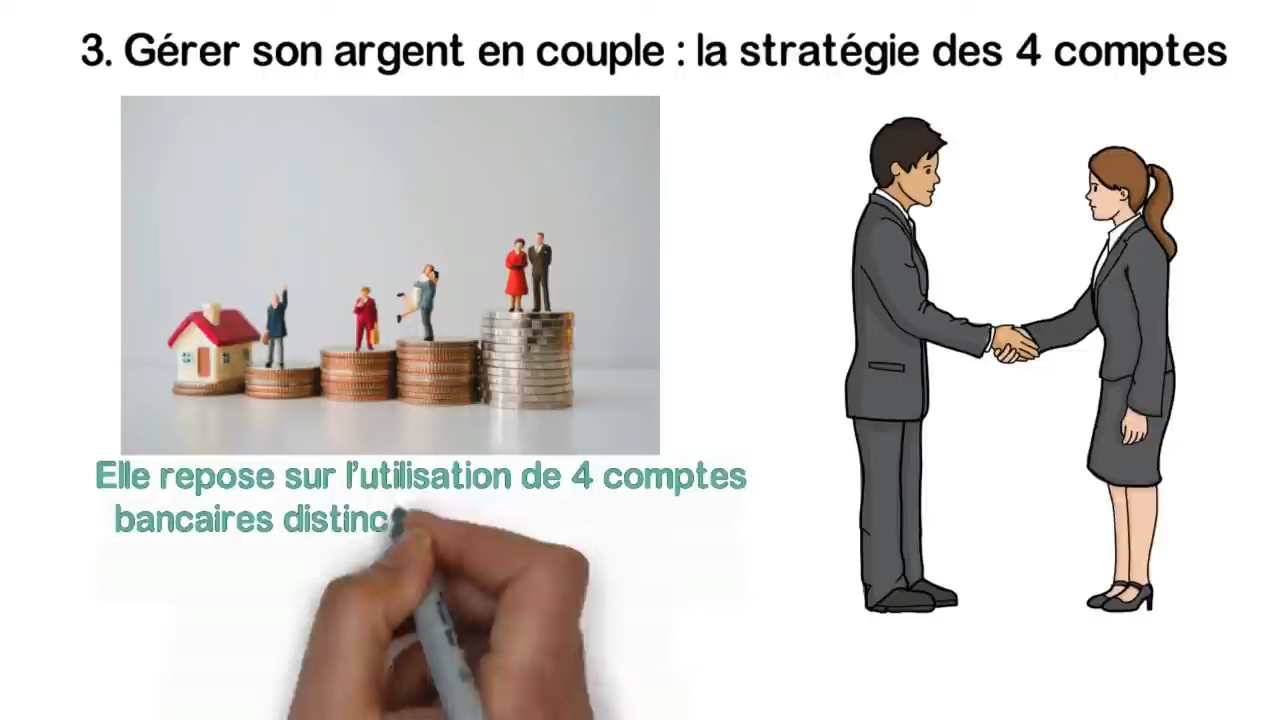 3. Gérer son argent en couple : la stratégie des 4 comptes
Elle repose sur l'utilisation de 4 comptes
bancaires distinc